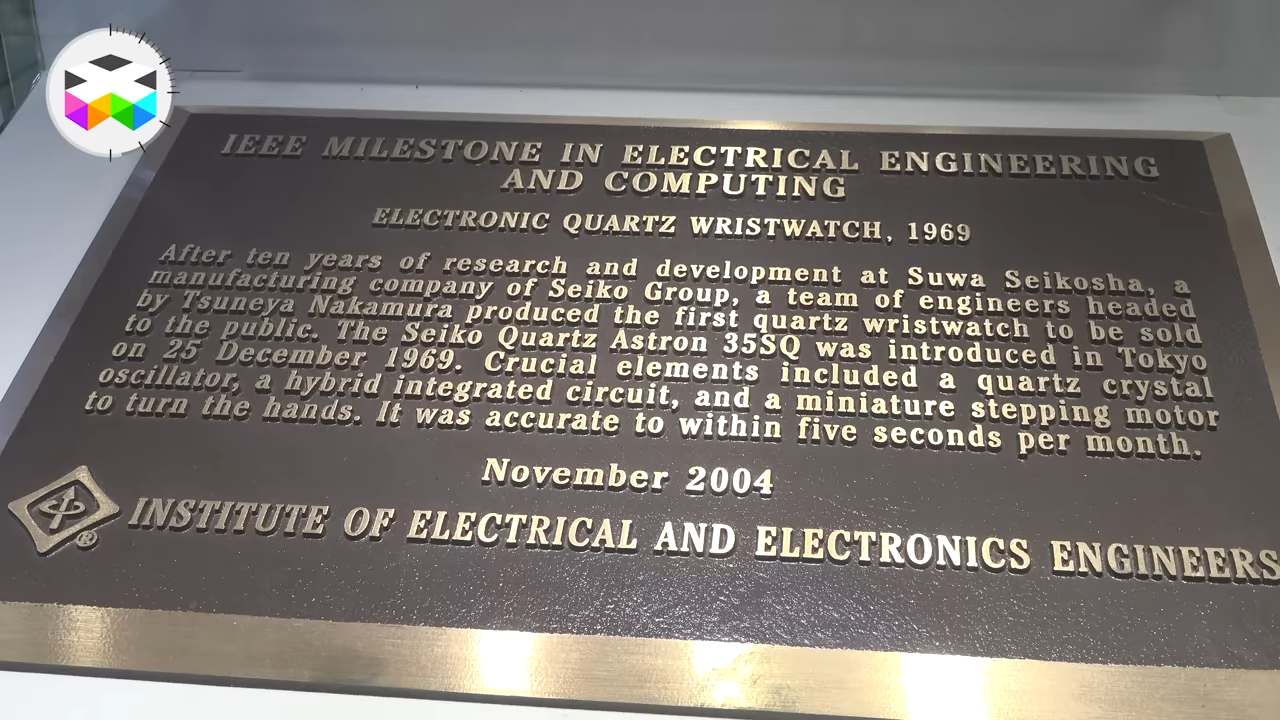 IEEE MILESTONE IN ELECTRICAL ENGINEERING
AND COMPUTING
ELECTRONIC QUARTZ WRISTWATCH, 1969
After ten years of research and development at Suwa Seikosha, a
manufacturing company of Seiko Group, a team of engineers headed
by Tsuneya Nakamura produced the first quartz wristwatch to be sold
to the public. The Seiko Quartz Astron 35SQ was introduced in Tokyo
on 25 December 1969. Crucial elements included a quartz crystal
oscillator, a hybrid integrated circuit, and a miniature stepping motor
to turn the hands. It was accurate to within five seconds per month.
November 2004
® INSTITUTE OF ELECTRICAL AND ELECTRONICS ENGINEERS